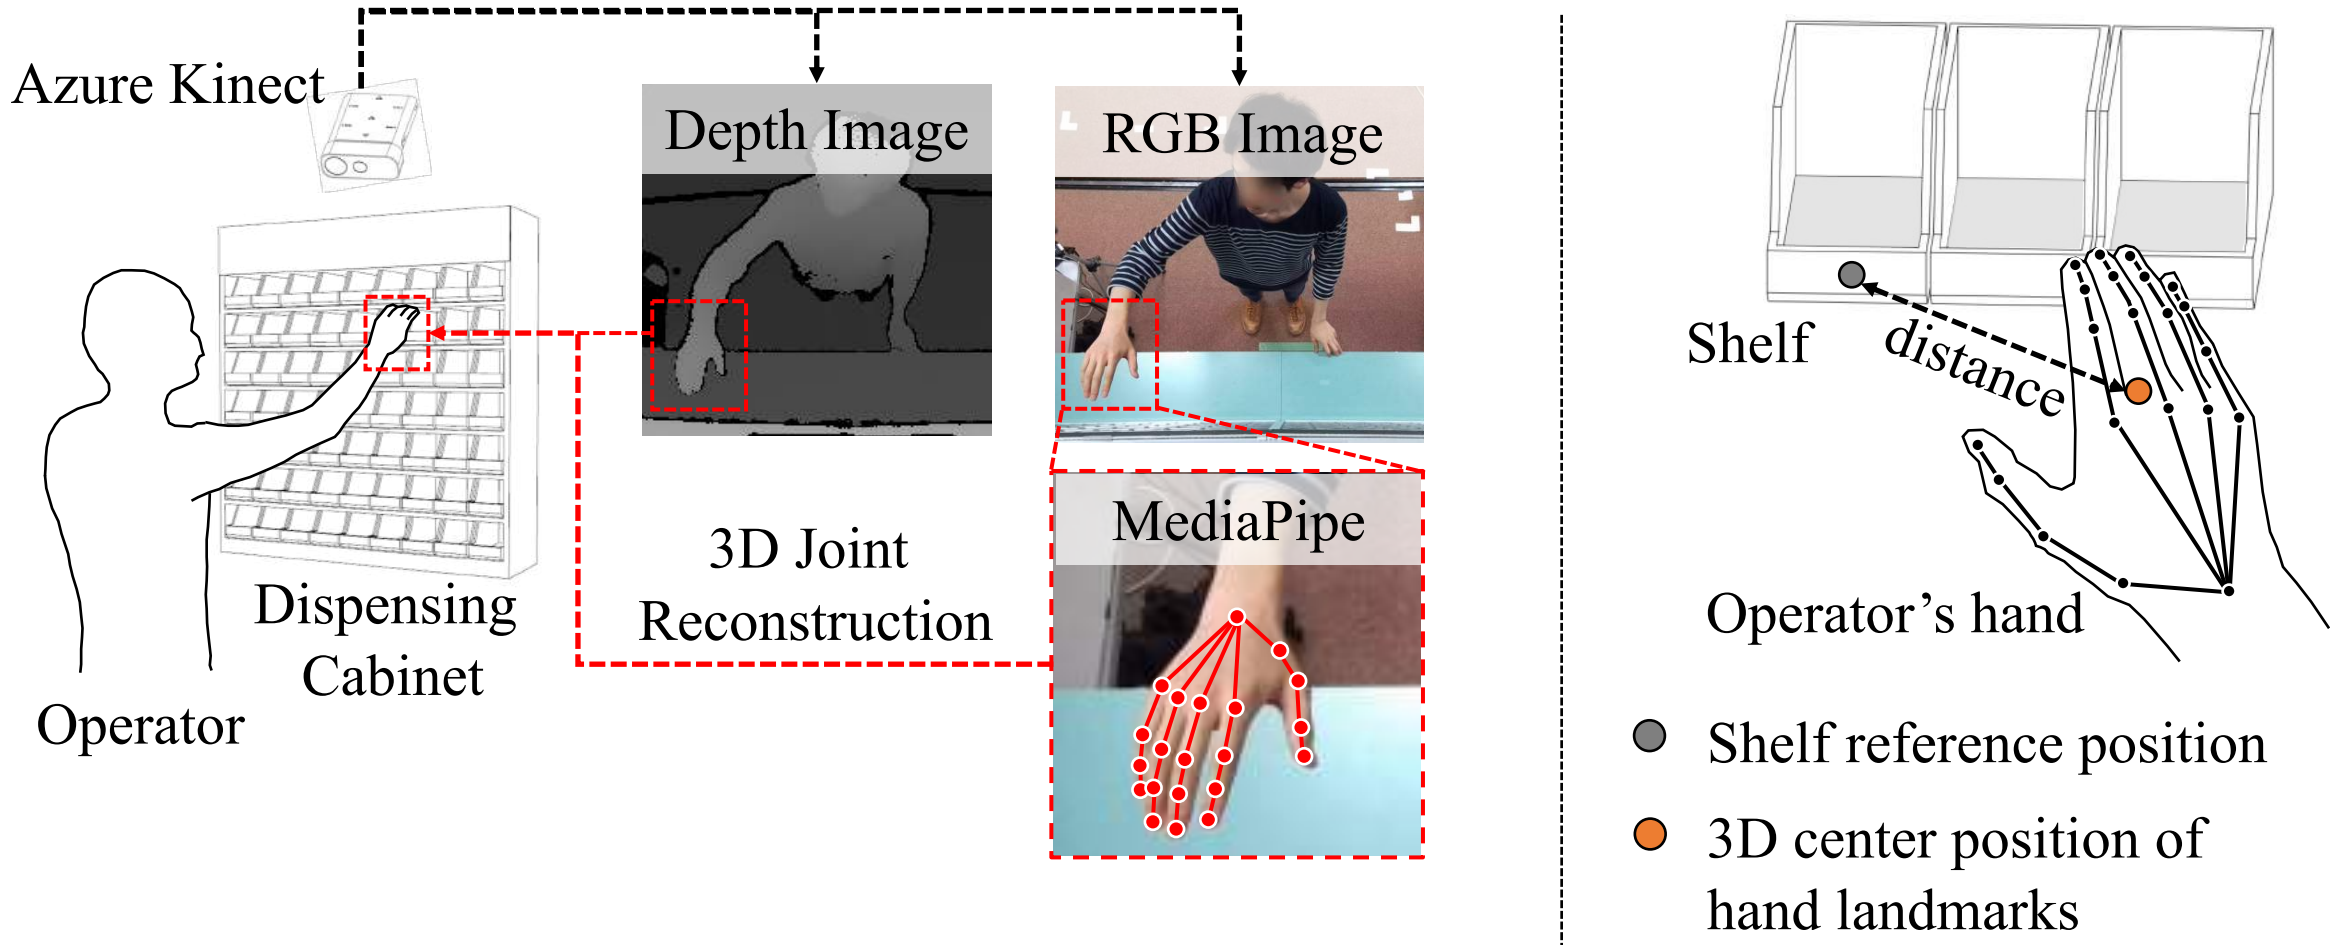 Azure Kinect
Depth Image
RGB Image
MediaPipe
3D Joint
Reconstruction
Dispensing
Cabinet
Operator
Shelf
distance
Operator’s hand
Shelf reference position
3D center position of
hand landmarks